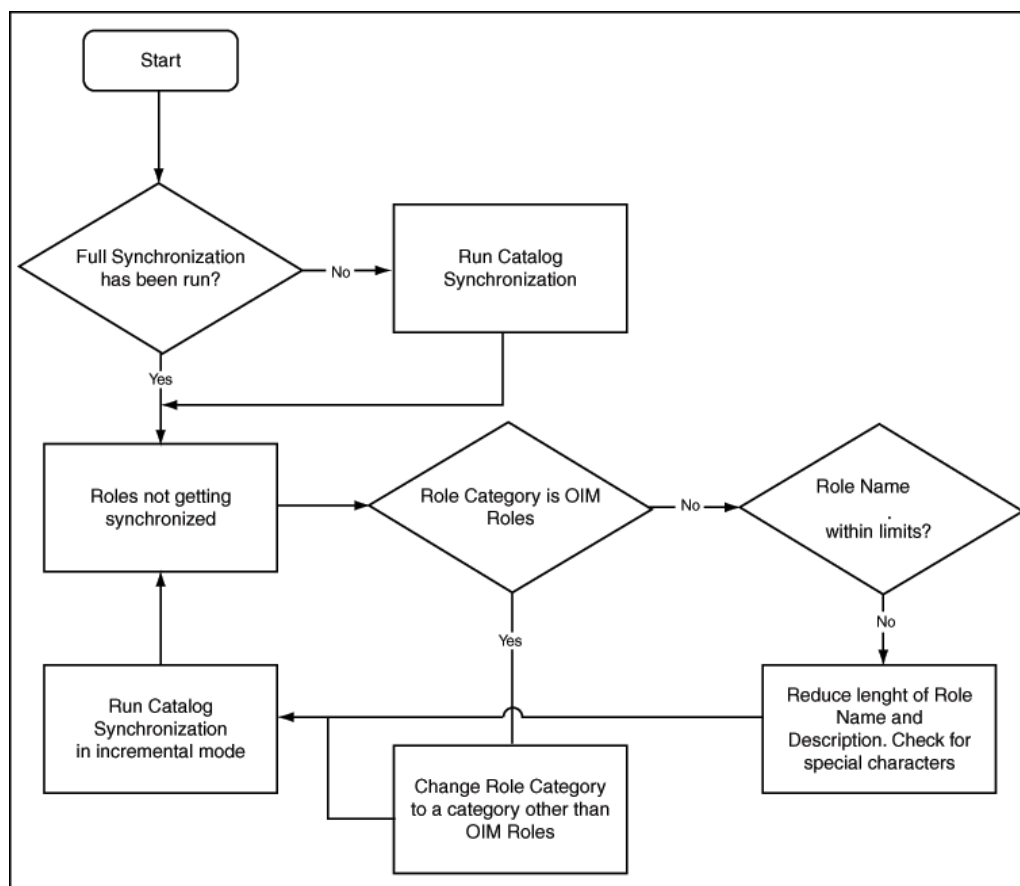 Start
Full Synchronization
has been run?
No
Run Catalog
Synchronization
Yes
Roles not getting
synchronized
Role Category is OIM
Roles
No
Role Name
.
within limits?
Yes
No
Run Catalog
Synchronization
in incremental mode
Reduce lenght of Role
Name and
Description. Check for
special characters
Change Role Category
to a category other than
OIM Roles